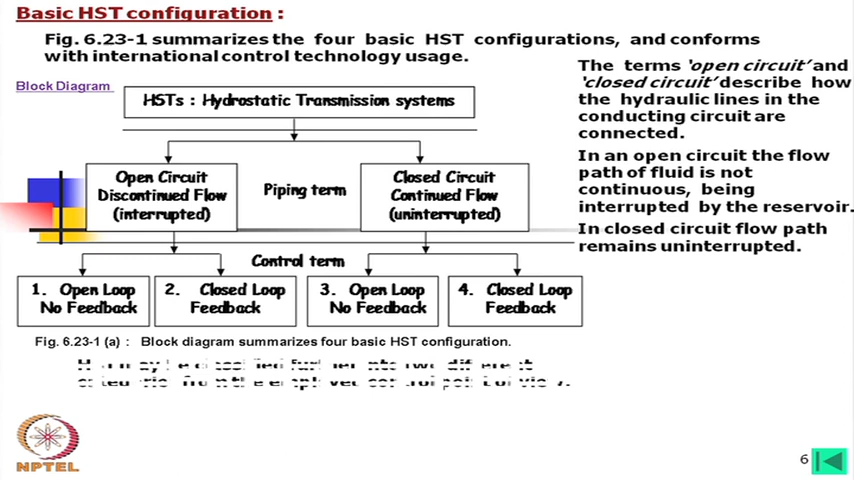 Basic HST configuration :
Fig. 6.23-1 summarizes the four basic HST configurations, and conforms
with international control technology usage.
Block Diagram
HSTs : Hydrostatic Transmission systems
Open Circuit
Discontinued Flow
(interrupted)
Piping term
Closed Circuit
Continued Flow
(uninterrupted)
Control term
1. Open Loop
No Feedback
2. Closed Loop
Feedback
3. Open Loop
No Feedback
4. Closed Loop
Feedback
Fig. 6.23-1 (a) : Block diagram summarizes four basic HST configuration.
The terms 'open circuit' and
'closed circuit' describe how
the hydraulic lines in the
conducting circuit are
connected.
In an open circuit the flow
path of fluid is not
continuous, being
interrupted by the reservoir.
In closed circuit flow path
remains uninterrupted.
NPTEL
6